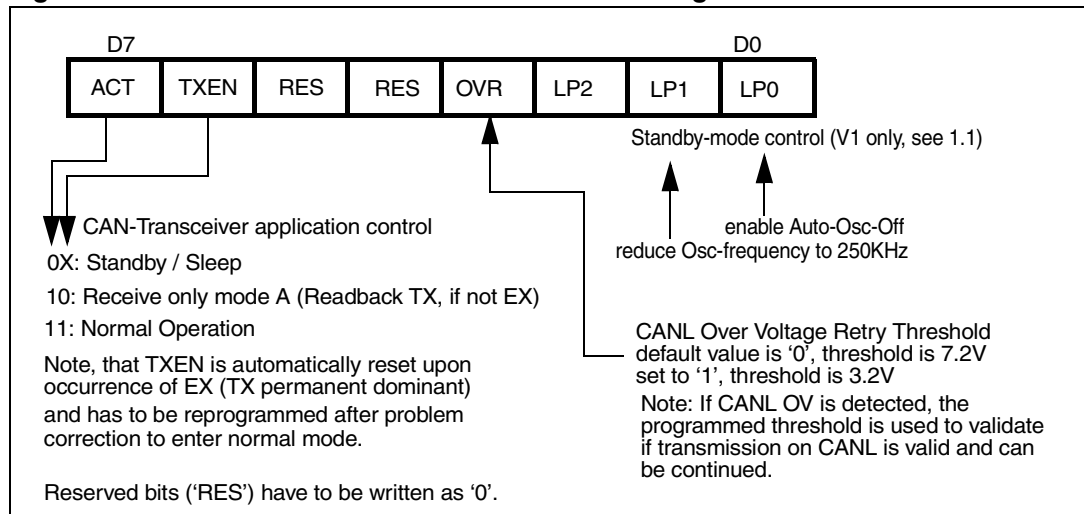 D7 D0
ACT TXEN RES RES OVR LP2 LP1 LP0
Standby-mode control (V1 only, see 1.1)
enable Auto-Osc-Off
reduce Osc-frequency to 250KHz
CAN-Transceiver application control
0X: Standby / Sleep
10: Receive only mode A (Readback TX, if not EX)
11: Normal Operation
Note, that TXEN is automatically reset upon
occurrence of EX (TX permanent dominant)
and has to be reprogrammed after problem
correction to enter normal mode.
Reserved bits (‘RES’) have to be written as ‘0’.
CANL Over Voltage Retry Threshold
default value is ‘0’, threshold is 7.2V
set to ‘1’, threshold is 3.2V
Note: If CANL OV is detected, the
programmed threshold is used to validate
if transmission on CANL is valid and can
be continued.